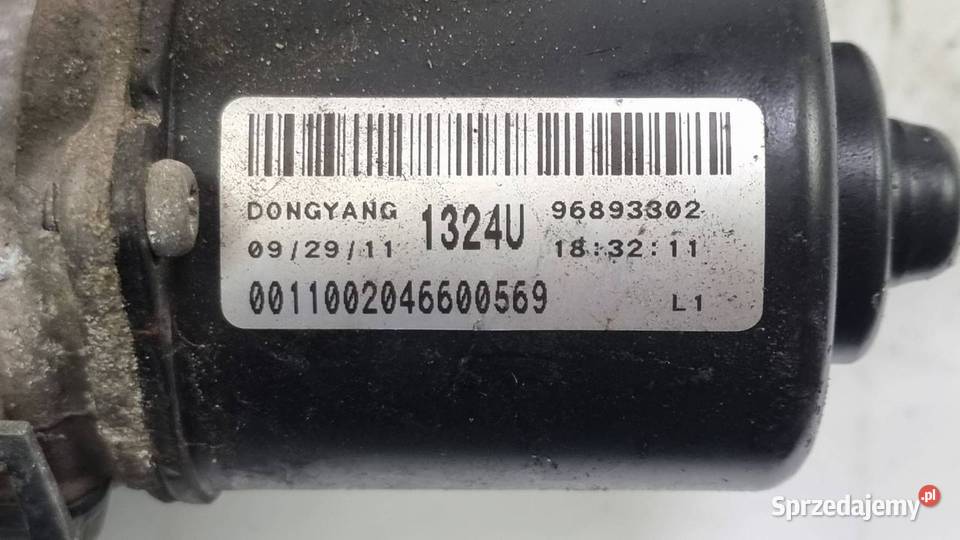 DONGYANG 1324U 96893302
09/29/11 18:32:11
0011002046600569 L1
Sprzedajemy.pl